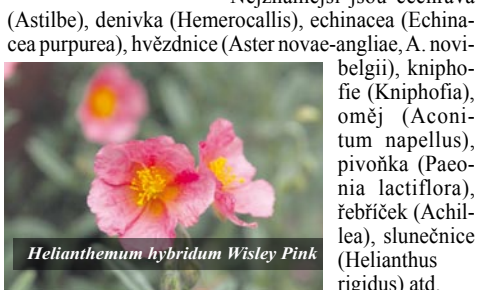 Nejznámější jsou čechrava
(Astilbe), denivka (Hemerocallis), echinacea (Echina-
cea purpurea), hvězdnice (Aster novae-angliae, A. novi-
belgii), knipho-
fie (Kniphofia),
oměj (Aconi-
tum napellus),
pivoňka (Paeo-
nia lactiflora),
řebříček (Achil-
lea), slunečnice
(Helianthus
rigidus) atd.
Helianthemum hybridum Wisley Pink